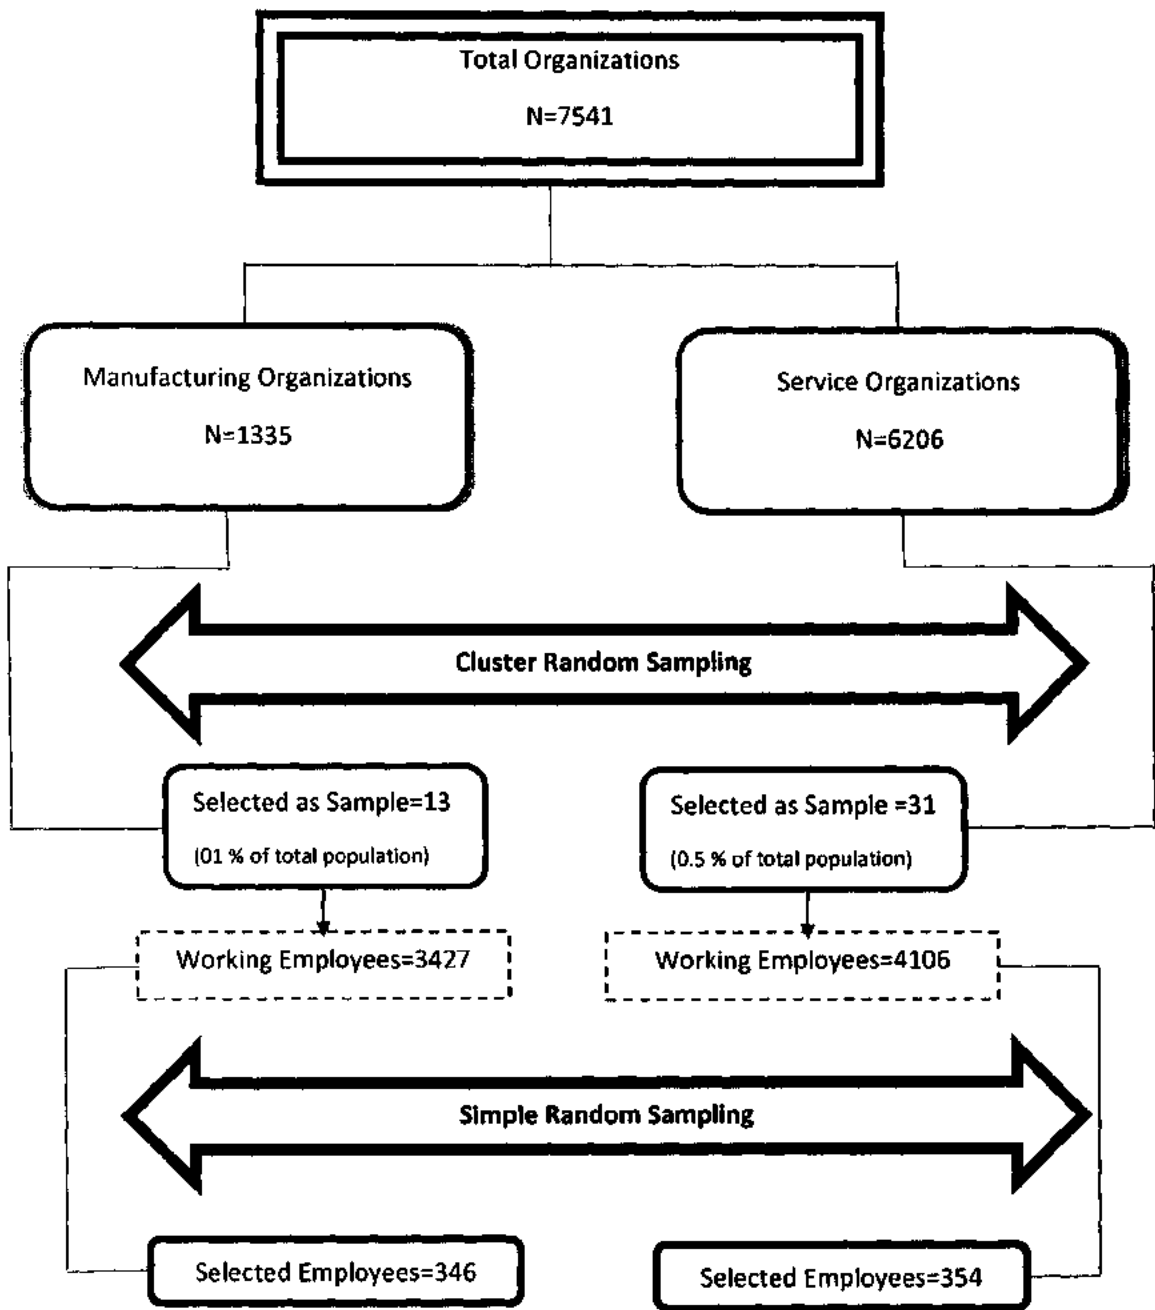 Total Organizations
N=7541
Manufacturing Organizations
N=1335
Service Organizations
N=6206
Cluster Random Sampling
Selected as Sample=13
(01 % of total population)
Selected as Sample =31
(0.5 % of total population)
Working Employees=3427
Working Employees=4106
Simple Random Sampling
Selected Employees=346
Selected Employees=354